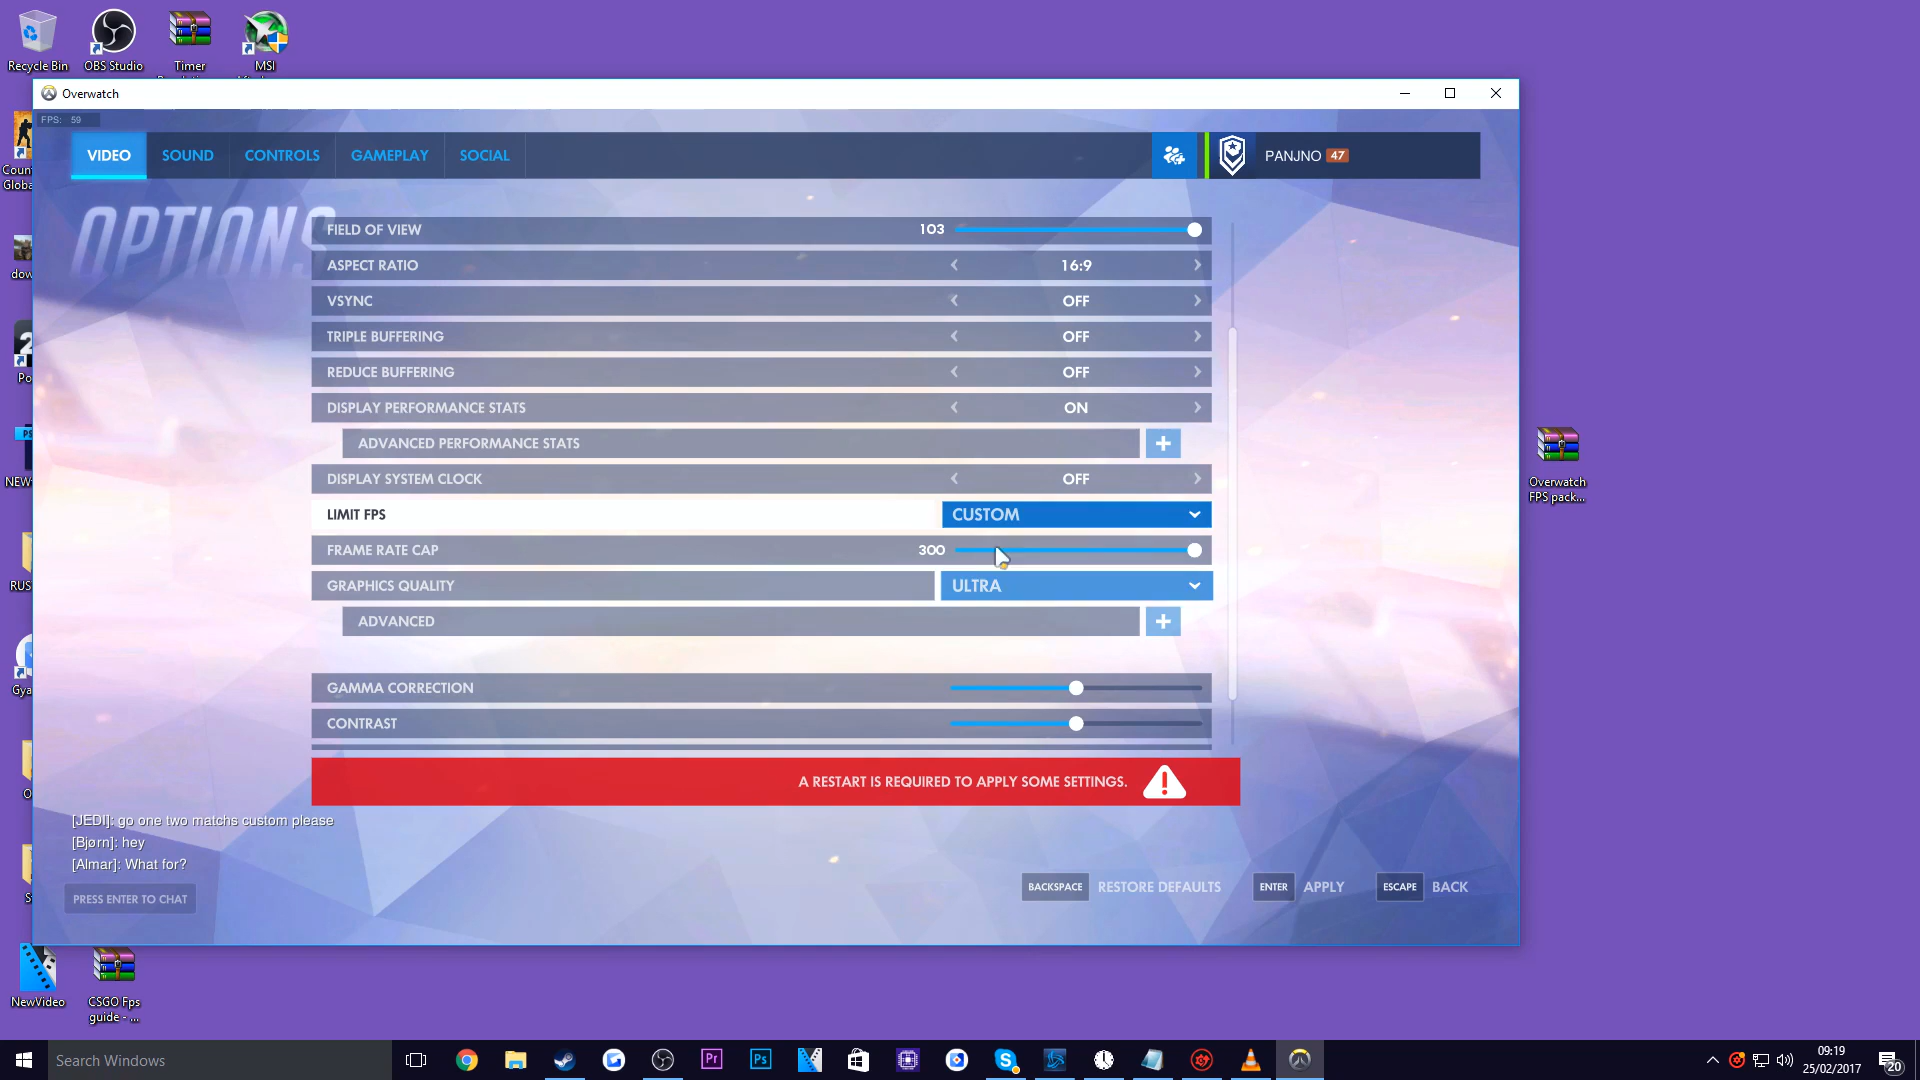 Recycle Bin
OBS Studio
Timer
MSI
Overwatch
FPS: 59
VIDEO
SOUND
CONTROLS
GAMEPLAY
SOCIAL
PANJNO 47
OPTIONS
FIELD OF VIEW 103
ASPECT RATIO 16:9
VSYNC OFF
TRIPLE BUFFERING OFF
REDUCE BUFFERING OFF
DISPLAY PERFORMANCE STATS ON
ADVANCED PERFORMANCE STATS +
DISPLAY SYSTEM CLOCK OFF
LIMIT FPS CUSTOM
FRAME RATE CAP 300
GRAPHICS QUALITY ULTRA
ADVANCED +
GAMMA CORRECTION
CONTRAST
A RESTART IS REQUIRED TO APPLY SOME SETTINGS.
[JEDI]: go one two matchs custom please
[Bjørn]: hey
[Almar]: What for?
PRESS ENTER TO CHAT
BACKSPACE RESTORE DEFAULTS
ENTER APPLY
ESCAPE BACK
Overwatch
FPS pack...
NewVideo
CSGO Fps
guide - ...
Search Windows
Pr
Ps
09:19
25/02/2017
20